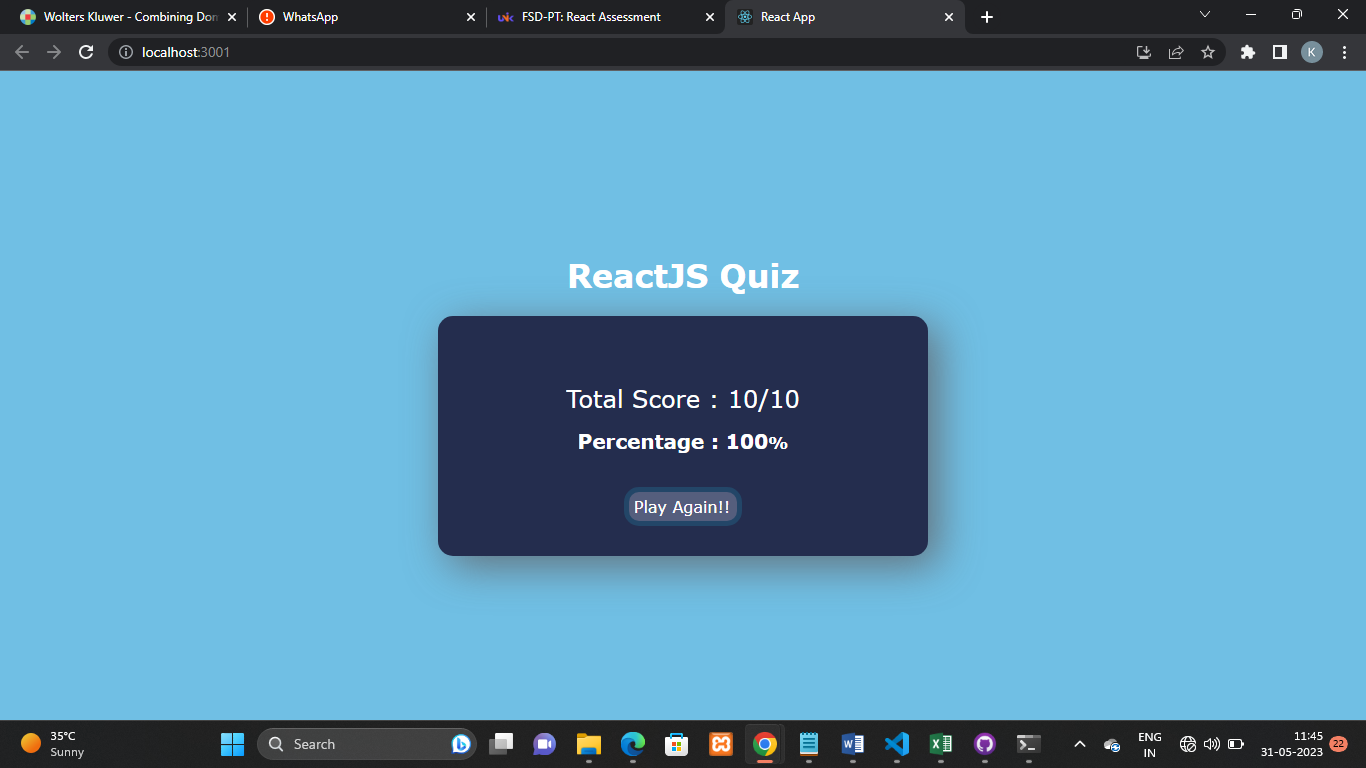 Wolters Kluwer - Combining Dor
WhatsApp
FSD-PT: React Assessment
React App
localhost:3001
K
ReactJS Quiz
Total Score : 10/10
Percentage : 100%
Play Again!!
35°C
Sunny
Search
ENG
IN
11:45
31-05-2023
22